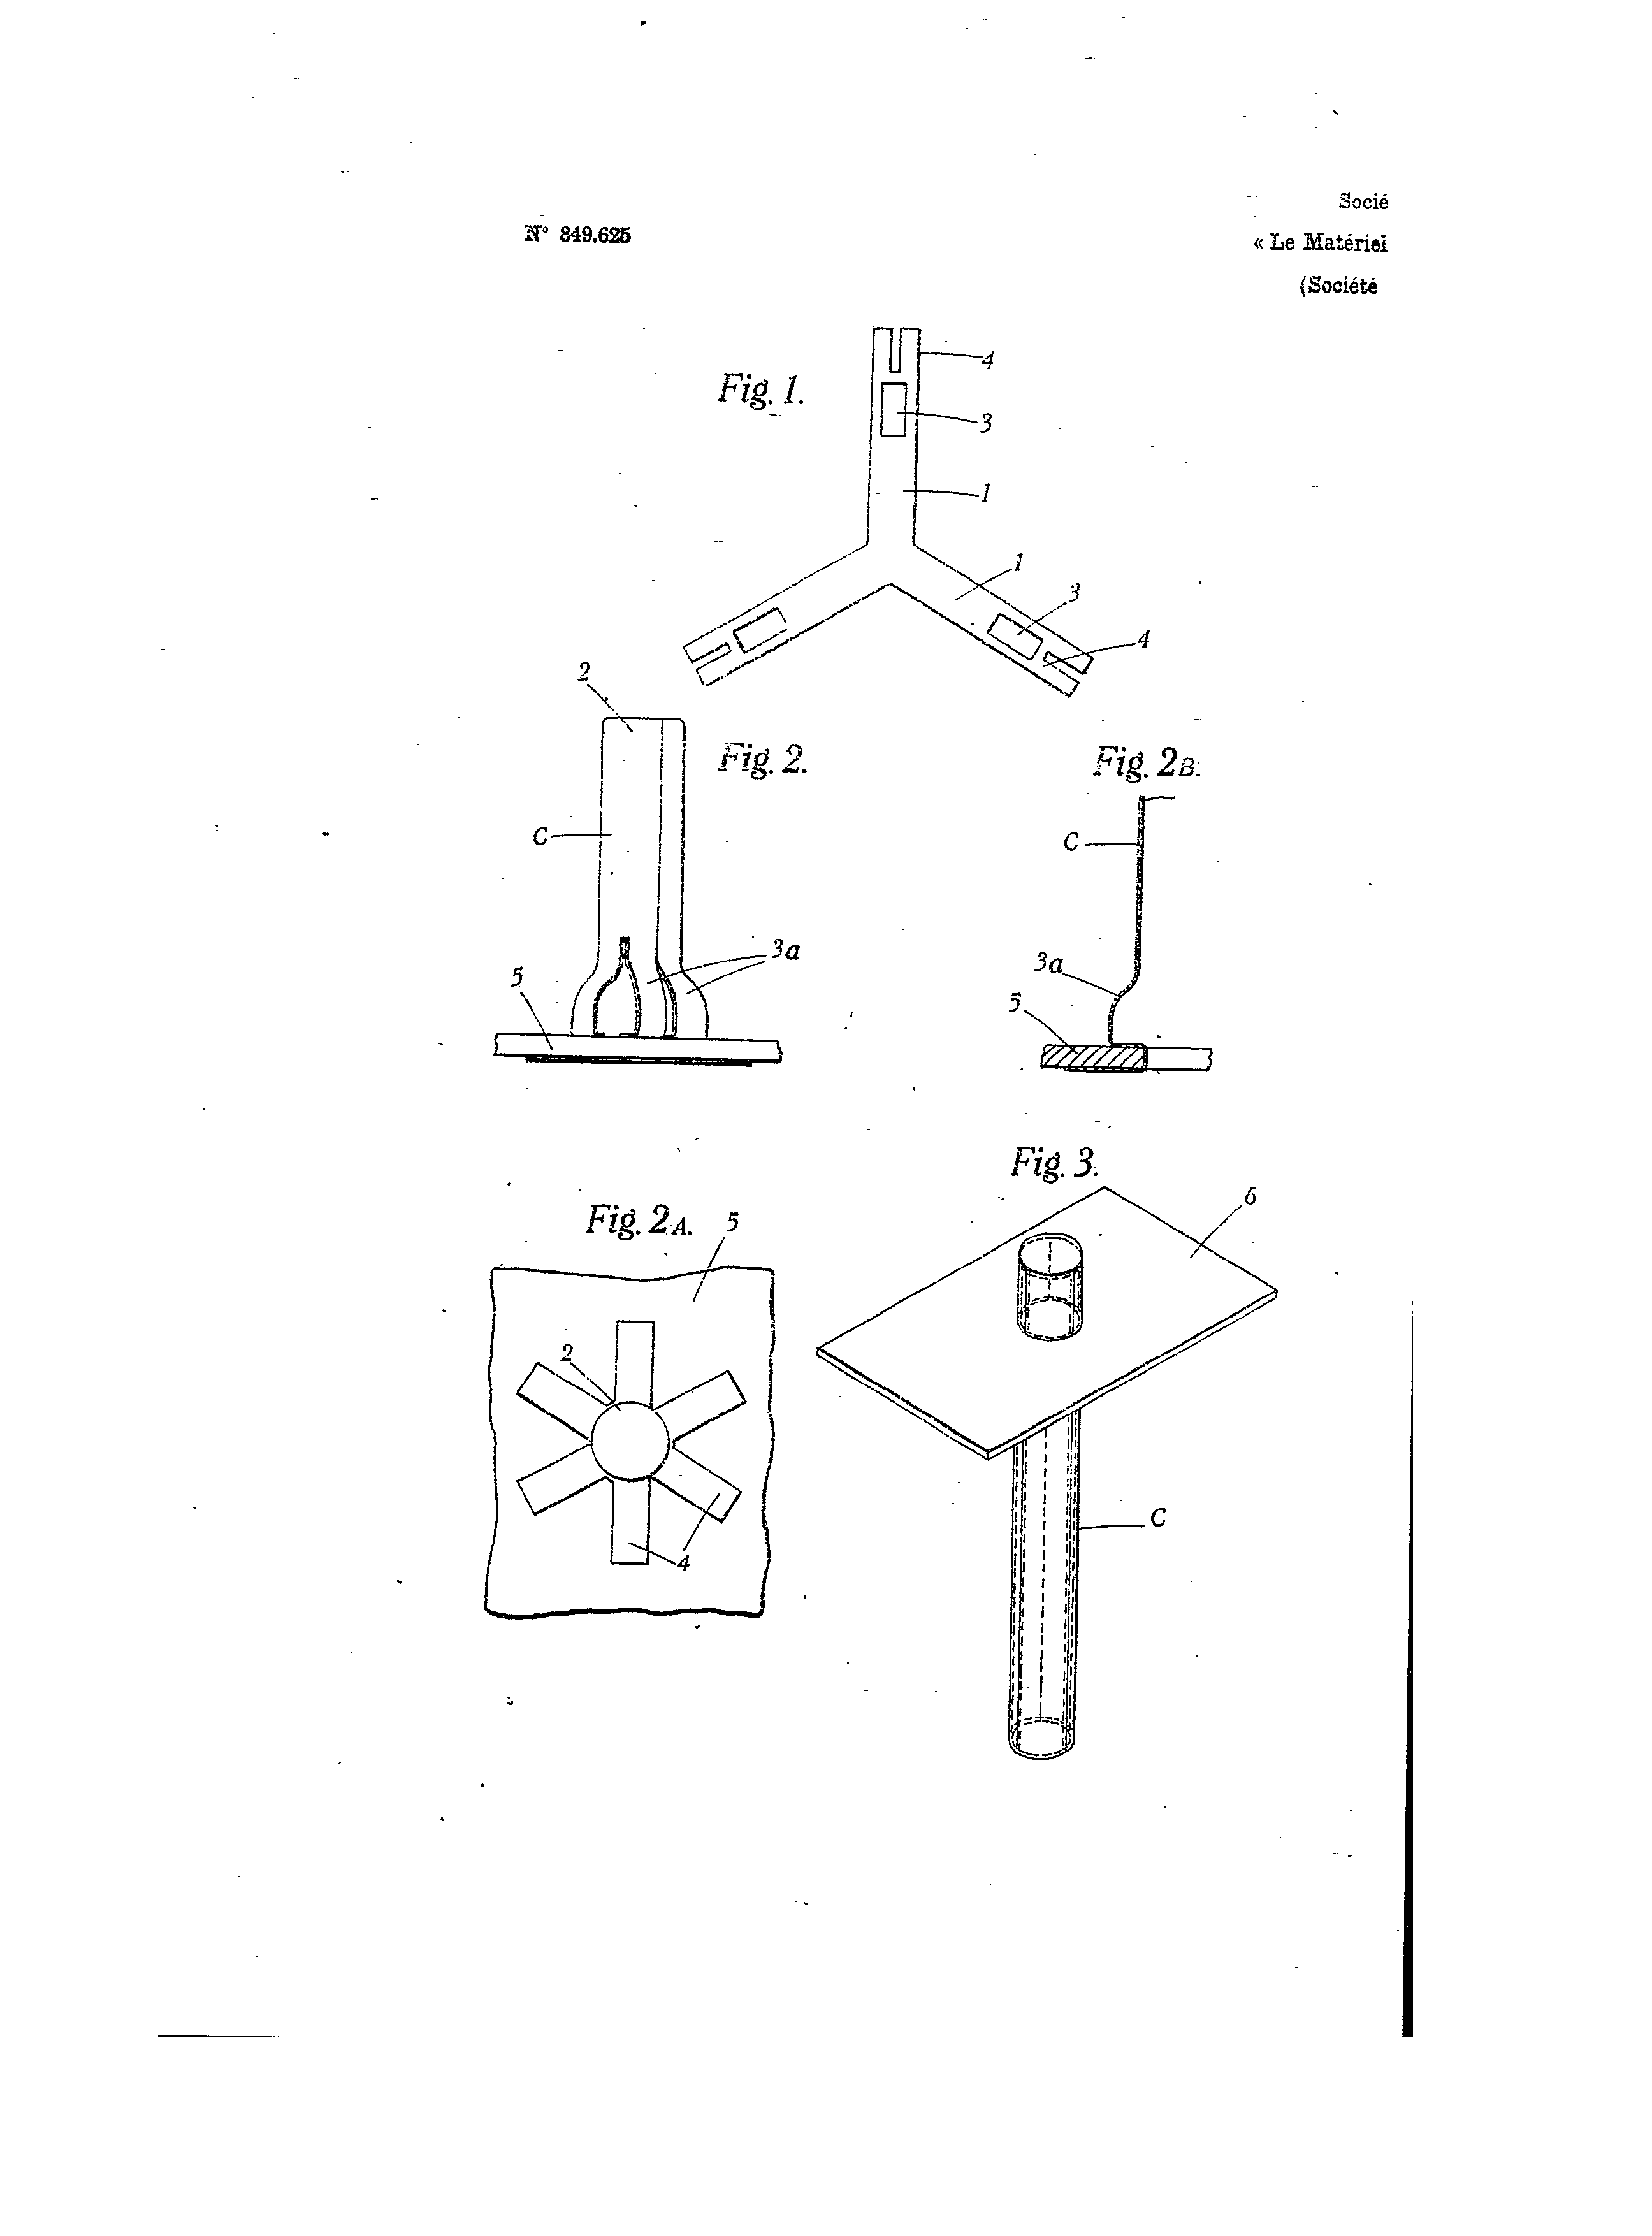 Socié
N° 849.625
« Le Matériel
(Société
Fig. 1.
4
3
1
1
3
4
2
Fig. 2.
Fig. 2B.
C
C
3a
3a
5
5
Fig. 3.
6
Fig. 2A.
5
2
C
4